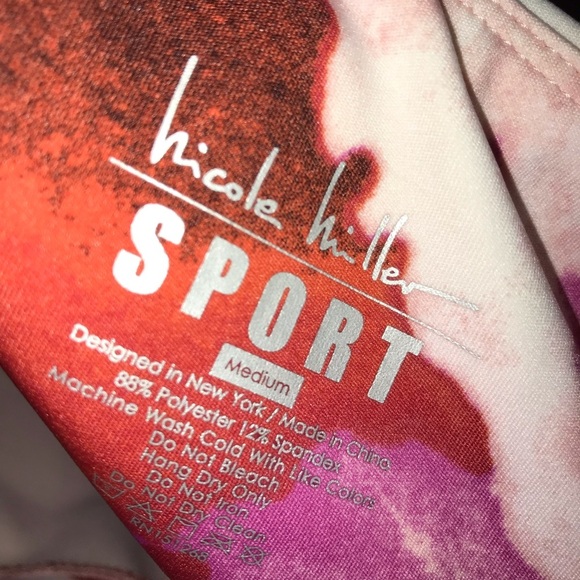 nicole miller
SPORT
Medium
Designed in New York / Made in China
88% Polyester 12% Spandex
Machine Wash Cold With Like Colors
Do Not Bleach
Hang Dry Only
Do Not Iron
Do Not Dry Clean